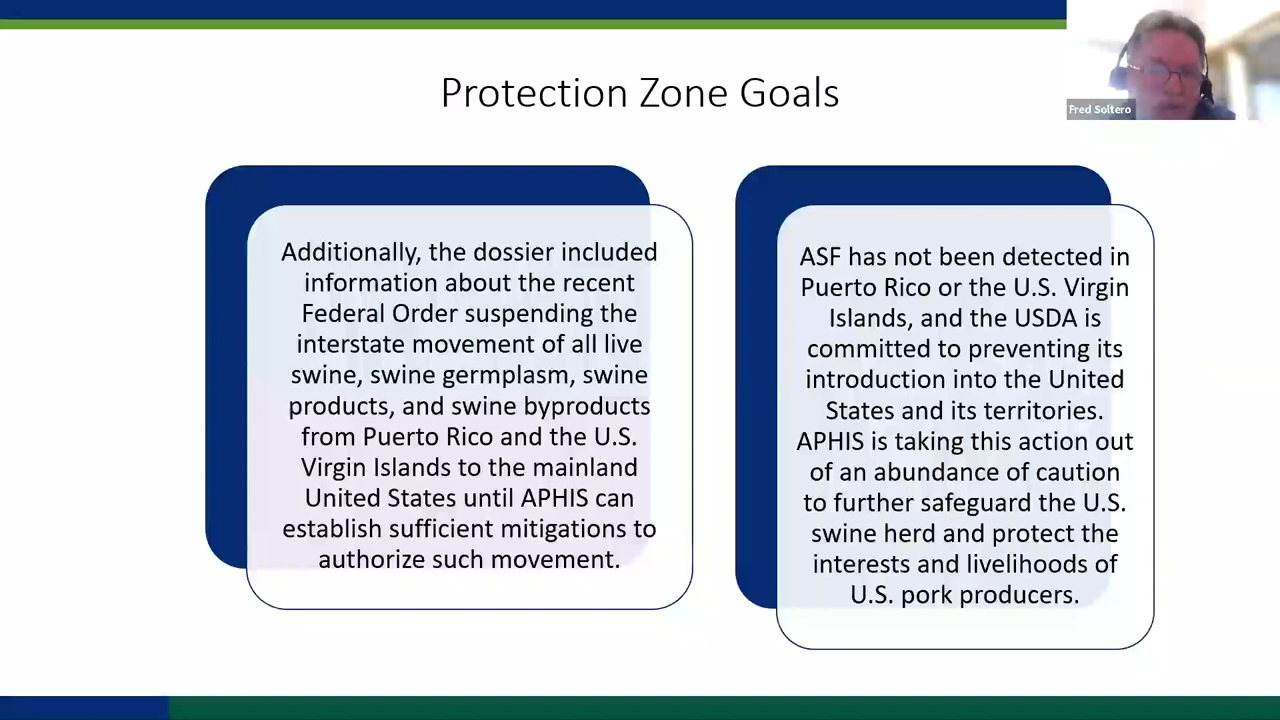 Protection Zone Goals
Fred Soltero
Additionally, the dossier included
information about the recent
Federal Order suspending the
interstate movement of all live
swine, swine germplasm, swine
products, and swine byproducts
from Puerto Rico and the U.S.
Virgin Islands to the mainland
United States until APHIS can
establish sufficient mitigations to
authorize such movement.
ASF has not been detected in
Puerto Rico or the U.S. Virgin
Islands, and the USDA is
committed to preventing its
introduction into the United
States and its territories.
APHIS is taking this action out
of an abundance of caution
to further safeguard the U.S.
swine herd and protect the
interests and livelihoods of
U.S. pork producers.